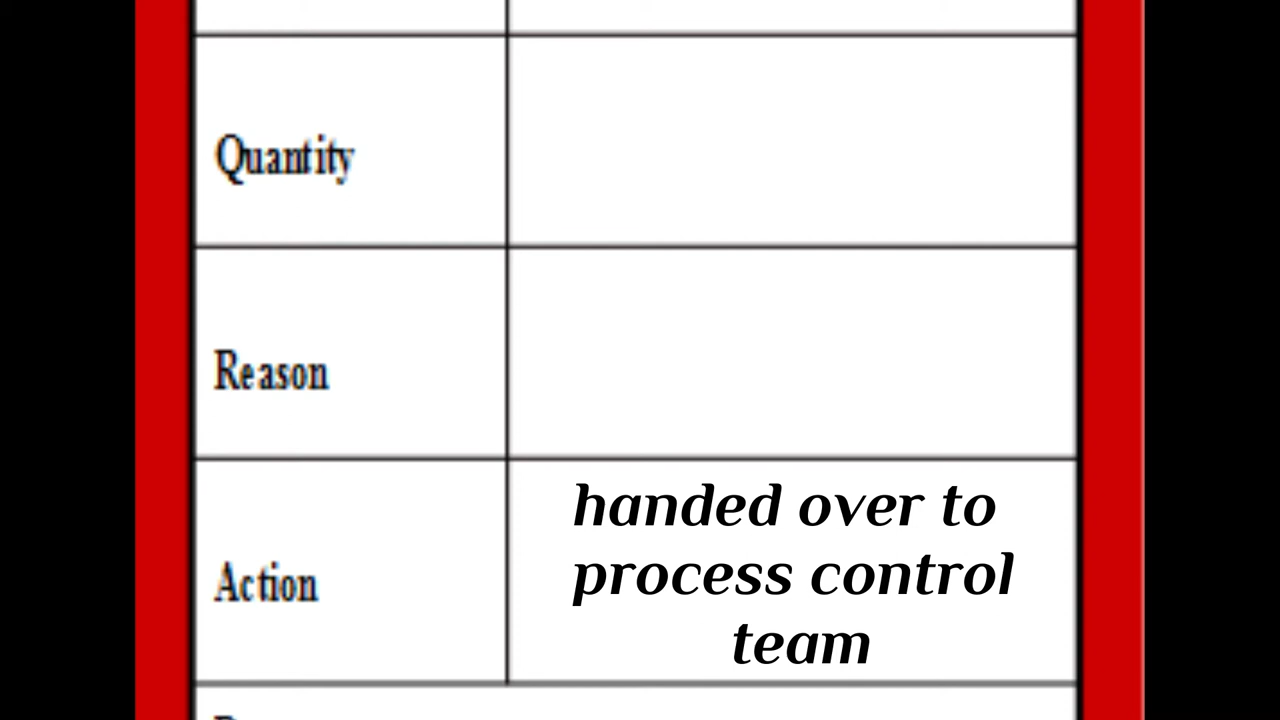 Quantity
Reason
Action
handed over to
process control
team